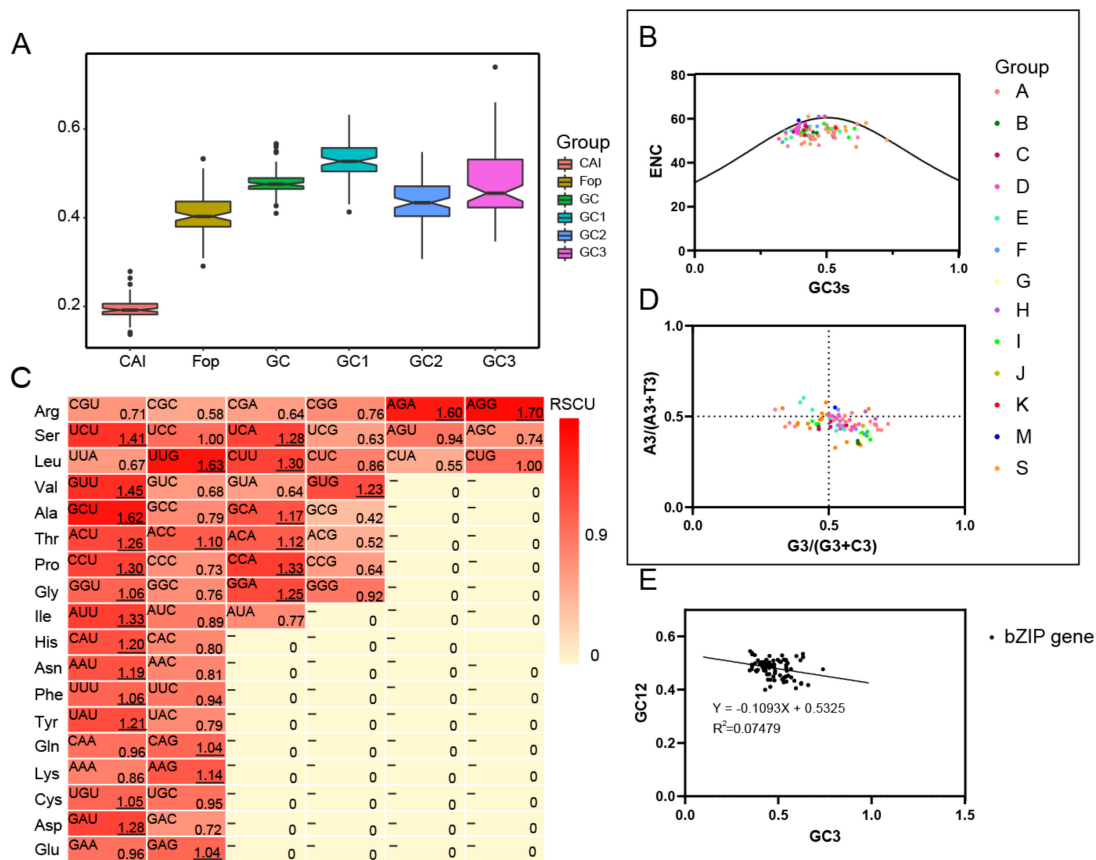 A
0.6
0.4
0.2
CAI Fop GC GC1 GC2 GC3
Group
CAI
Fop
GC
GC1
GC2
GC3
B
80
60
40
20
0
ENC
0.0 0.5 1.0
GC3s
Group
A
B
C
D
E
F
G
H
I
J
K
M
S
D
1.0
0.5
0.0
A3/(A3+T3)
0.0 0.5 1.0
G3/(G3+C3)
C
Arg CGU 0.71 CGC 0.58 CGA 0.64 CGG 0.76 AGA 1.60 AGG 1.70
Ser UCU 1.41 UCC 1.00 UCA 1.28 UCG 0.63 AGU 0.94 AGC 0.74
Leu UUA 0.67 UUG 1.63 CUU 1.30 CUC 0.86 CUA 0.55 CUG 1.00
Val GUU 1.45 GUC 0.68 GUA 0.64 GUG 1.23 – 0 – 0
Ala GCU 1.62 GCC 0.79 GCA 1.17 GCG 0.42 – 0 – 0
Thr ACU 1.26 ACC 1.10 ACA 1.12 ACG 0.52 – 0 – 0
Pro CCU 1.30 CCC 0.73 CCA 1.33 CCG 0.64 – 0 – 0
Gly GGU 1.06 GGC 0.76 GGA 1.25 GGG 0.92 – 0 – 0
Ile AUU 1.33 AUC 0.89 AUA 0.77 – 0 – 0 – 0
His CAU 1.20 CAC 0.80 – 0 – 0 – 0 – 0
Asn AAU 1.19 AAC 0.81 – 0 – 0 – 0 – 0
Phe UUU 1.06 UUC 0.94 – 0 – 0 – 0 – 0
Tyr UAU 1.21 UAC 0.79 – 0 – 0 – 0 – 0
Gln CAA 0.96 CAG 1.04 – 0 – 0 – 0 – 0
Lys AAA 0.86 AAG 1.14 – 0 – 0 – 0 – 0
Cys UGU 1.05 UGC 0.95 – 0 – 0 – 0 – 0
Asp GAU 1.28 GAC 0.72 – 0 – 0 – 0 – 0
Glu GAA 0.96 GAG 1.04 – 0 – 0 – 0 – 0
RSCU
0.9
0
E
0.6
0.4
0.2
0.0
GC12
Y = -0.1093X + 0.5325
R²=0.07479
0.0 0.5 1.0 1.5
GC3
bZIP gene